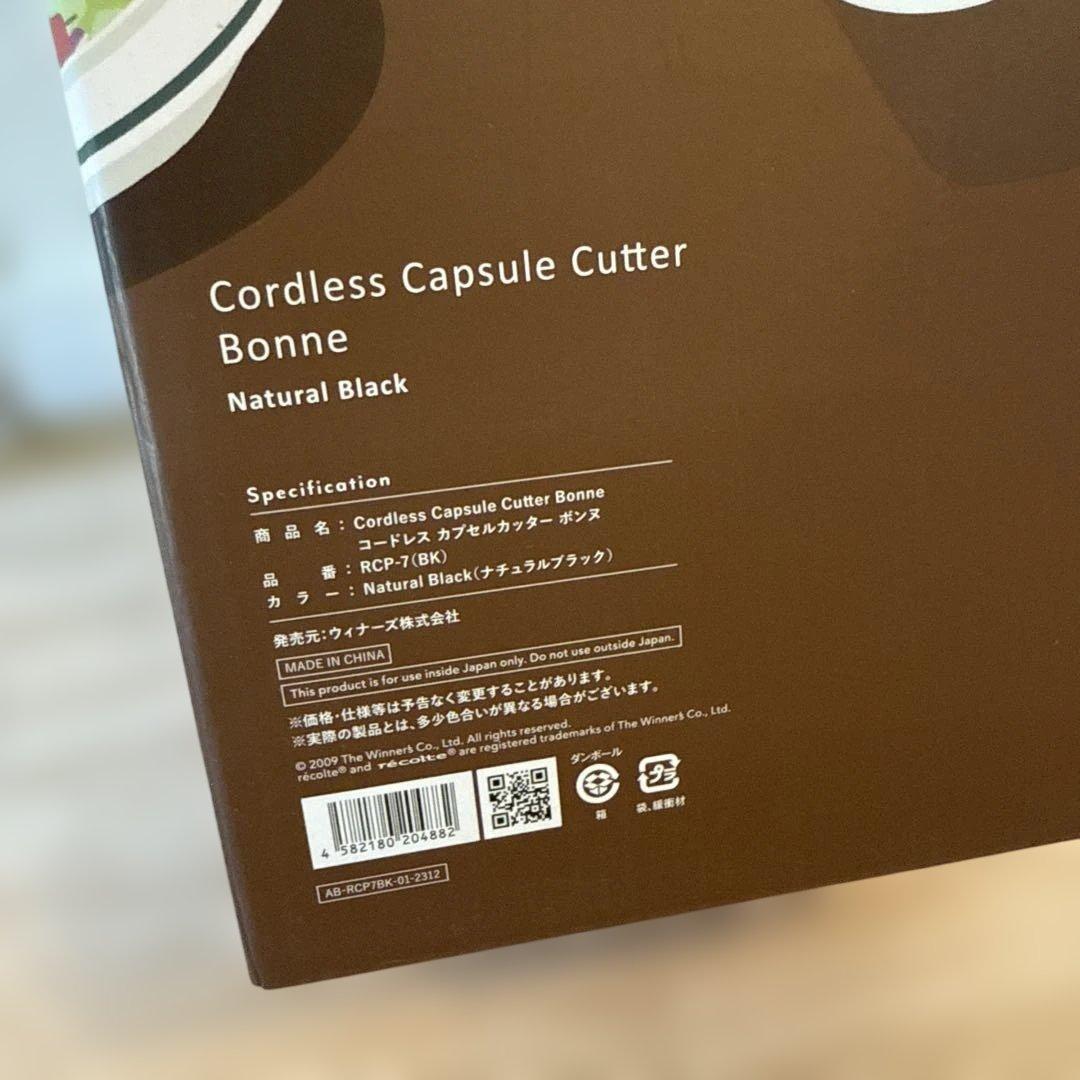 Cordless Capsule Cutter
Bonne
Natural Black
Specification
商品名：Cordless Capsule Cutter Bonne
コードレス カプセルカッター ボンヌ
品番：RCP-7(BK)
カラー：Natural Black(ナチュラルブラック)
発売元：ウィナーズ株式会社
MADE IN CHINA
This product is for use inside Japan only. Do not use outside Japan.
※価格・仕様等は予告なく変更することがあります。
※実際の製品とは、多少色合いが異なる場合がございます。
© 2009 The Winner's Co., Ltd. All rights reserved.
récolte® and récolte® are registered trademarks of The Winner's Co., Ltd.
ダンボール
箱
プラ
袋、緩衝材
4 582180 204882
AB-RCP7BK-01-2312